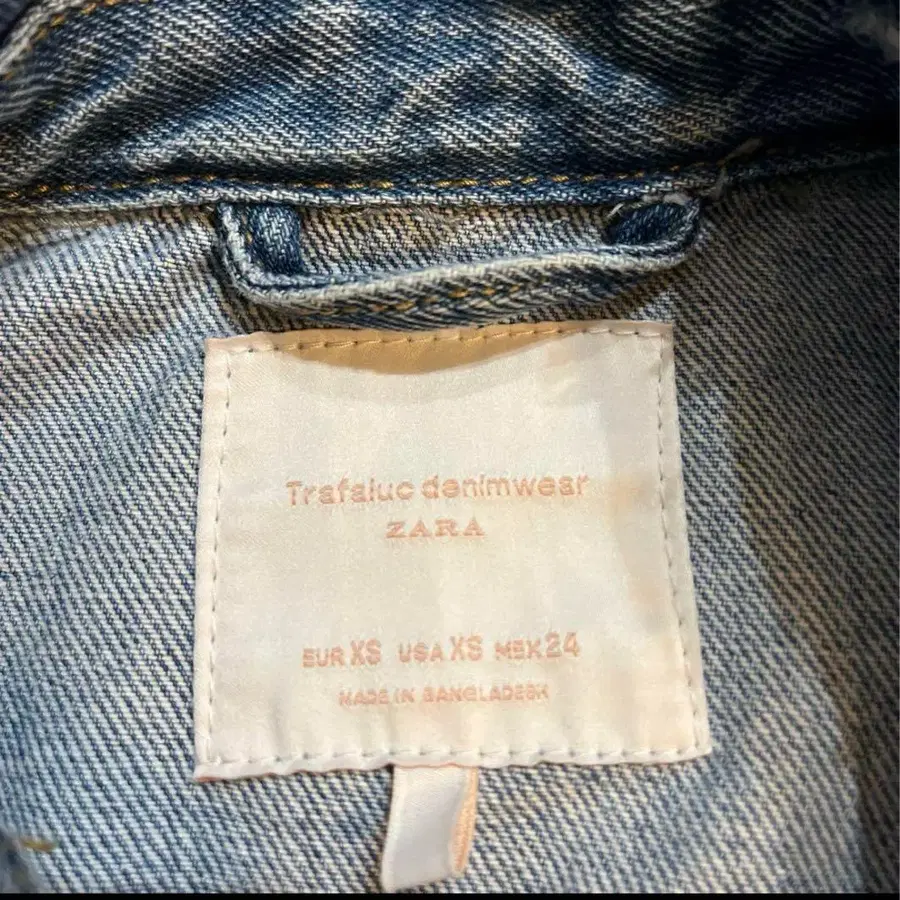 Trafaluc denimwear
ZARA
EUR XS USA XS MEX 24
MADE IN BANGLADESH